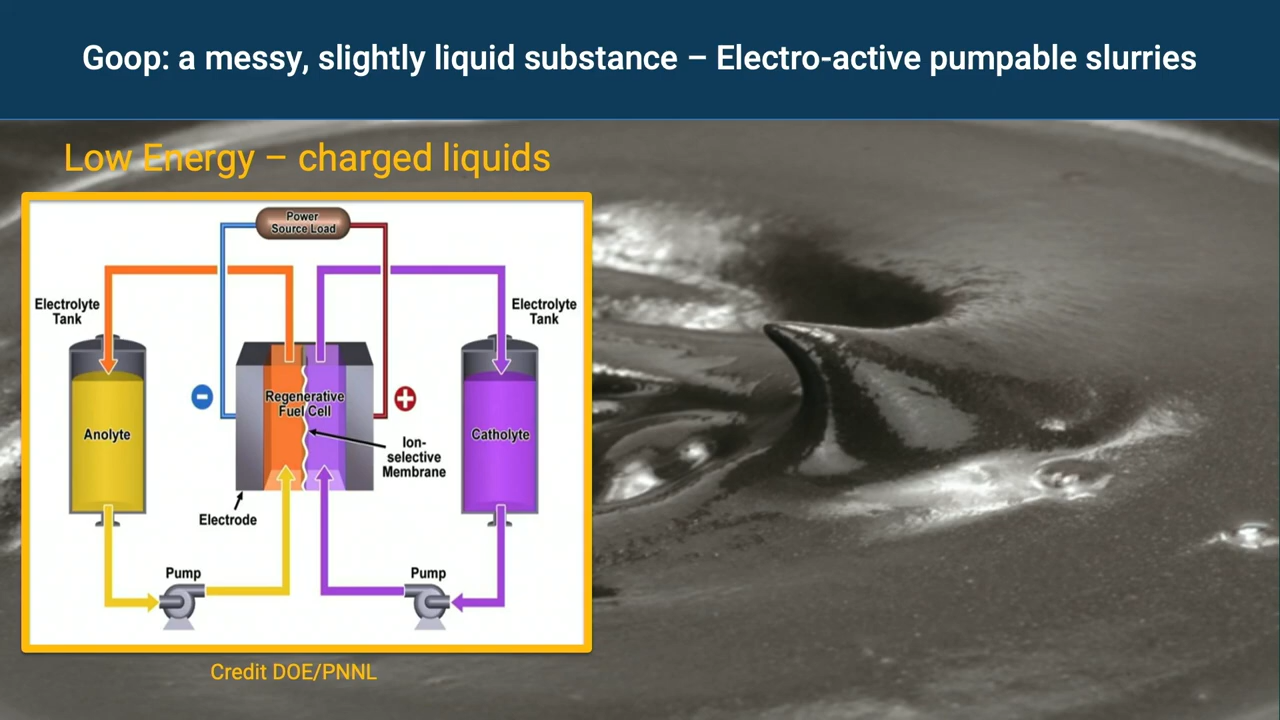 Goop: a messy, slightly liquid substance – Electro-active pumpable slurries
Low Energy – charged liquids
Power
Source Load
Electrolyte
Tank
Electrolyte
Tank
Regenerative
Fuel Cell
Anolyte
Catholyte
Ion-
selective
Membrane
Electrode
Pump
Pump
Credit DOE/PNNL